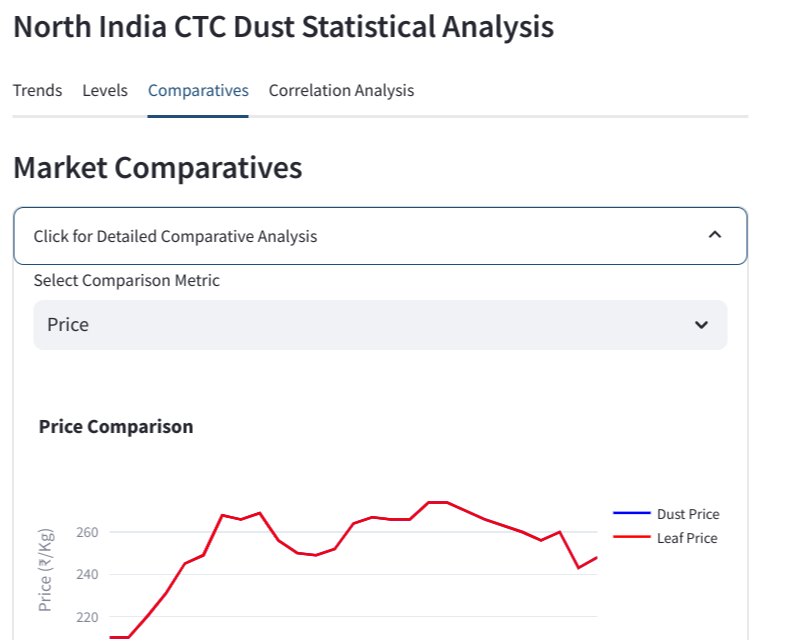 North India CTC Dust Statistical Analysis
Trends Levels Comparatives Correlation Analysis
Market Comparatives
Click for Detailed Comparative Analysis
Select Comparison Metric
Price
Price Comparison
Dust Price
Leaf Price
Price (₹/Kg)
260
240
220